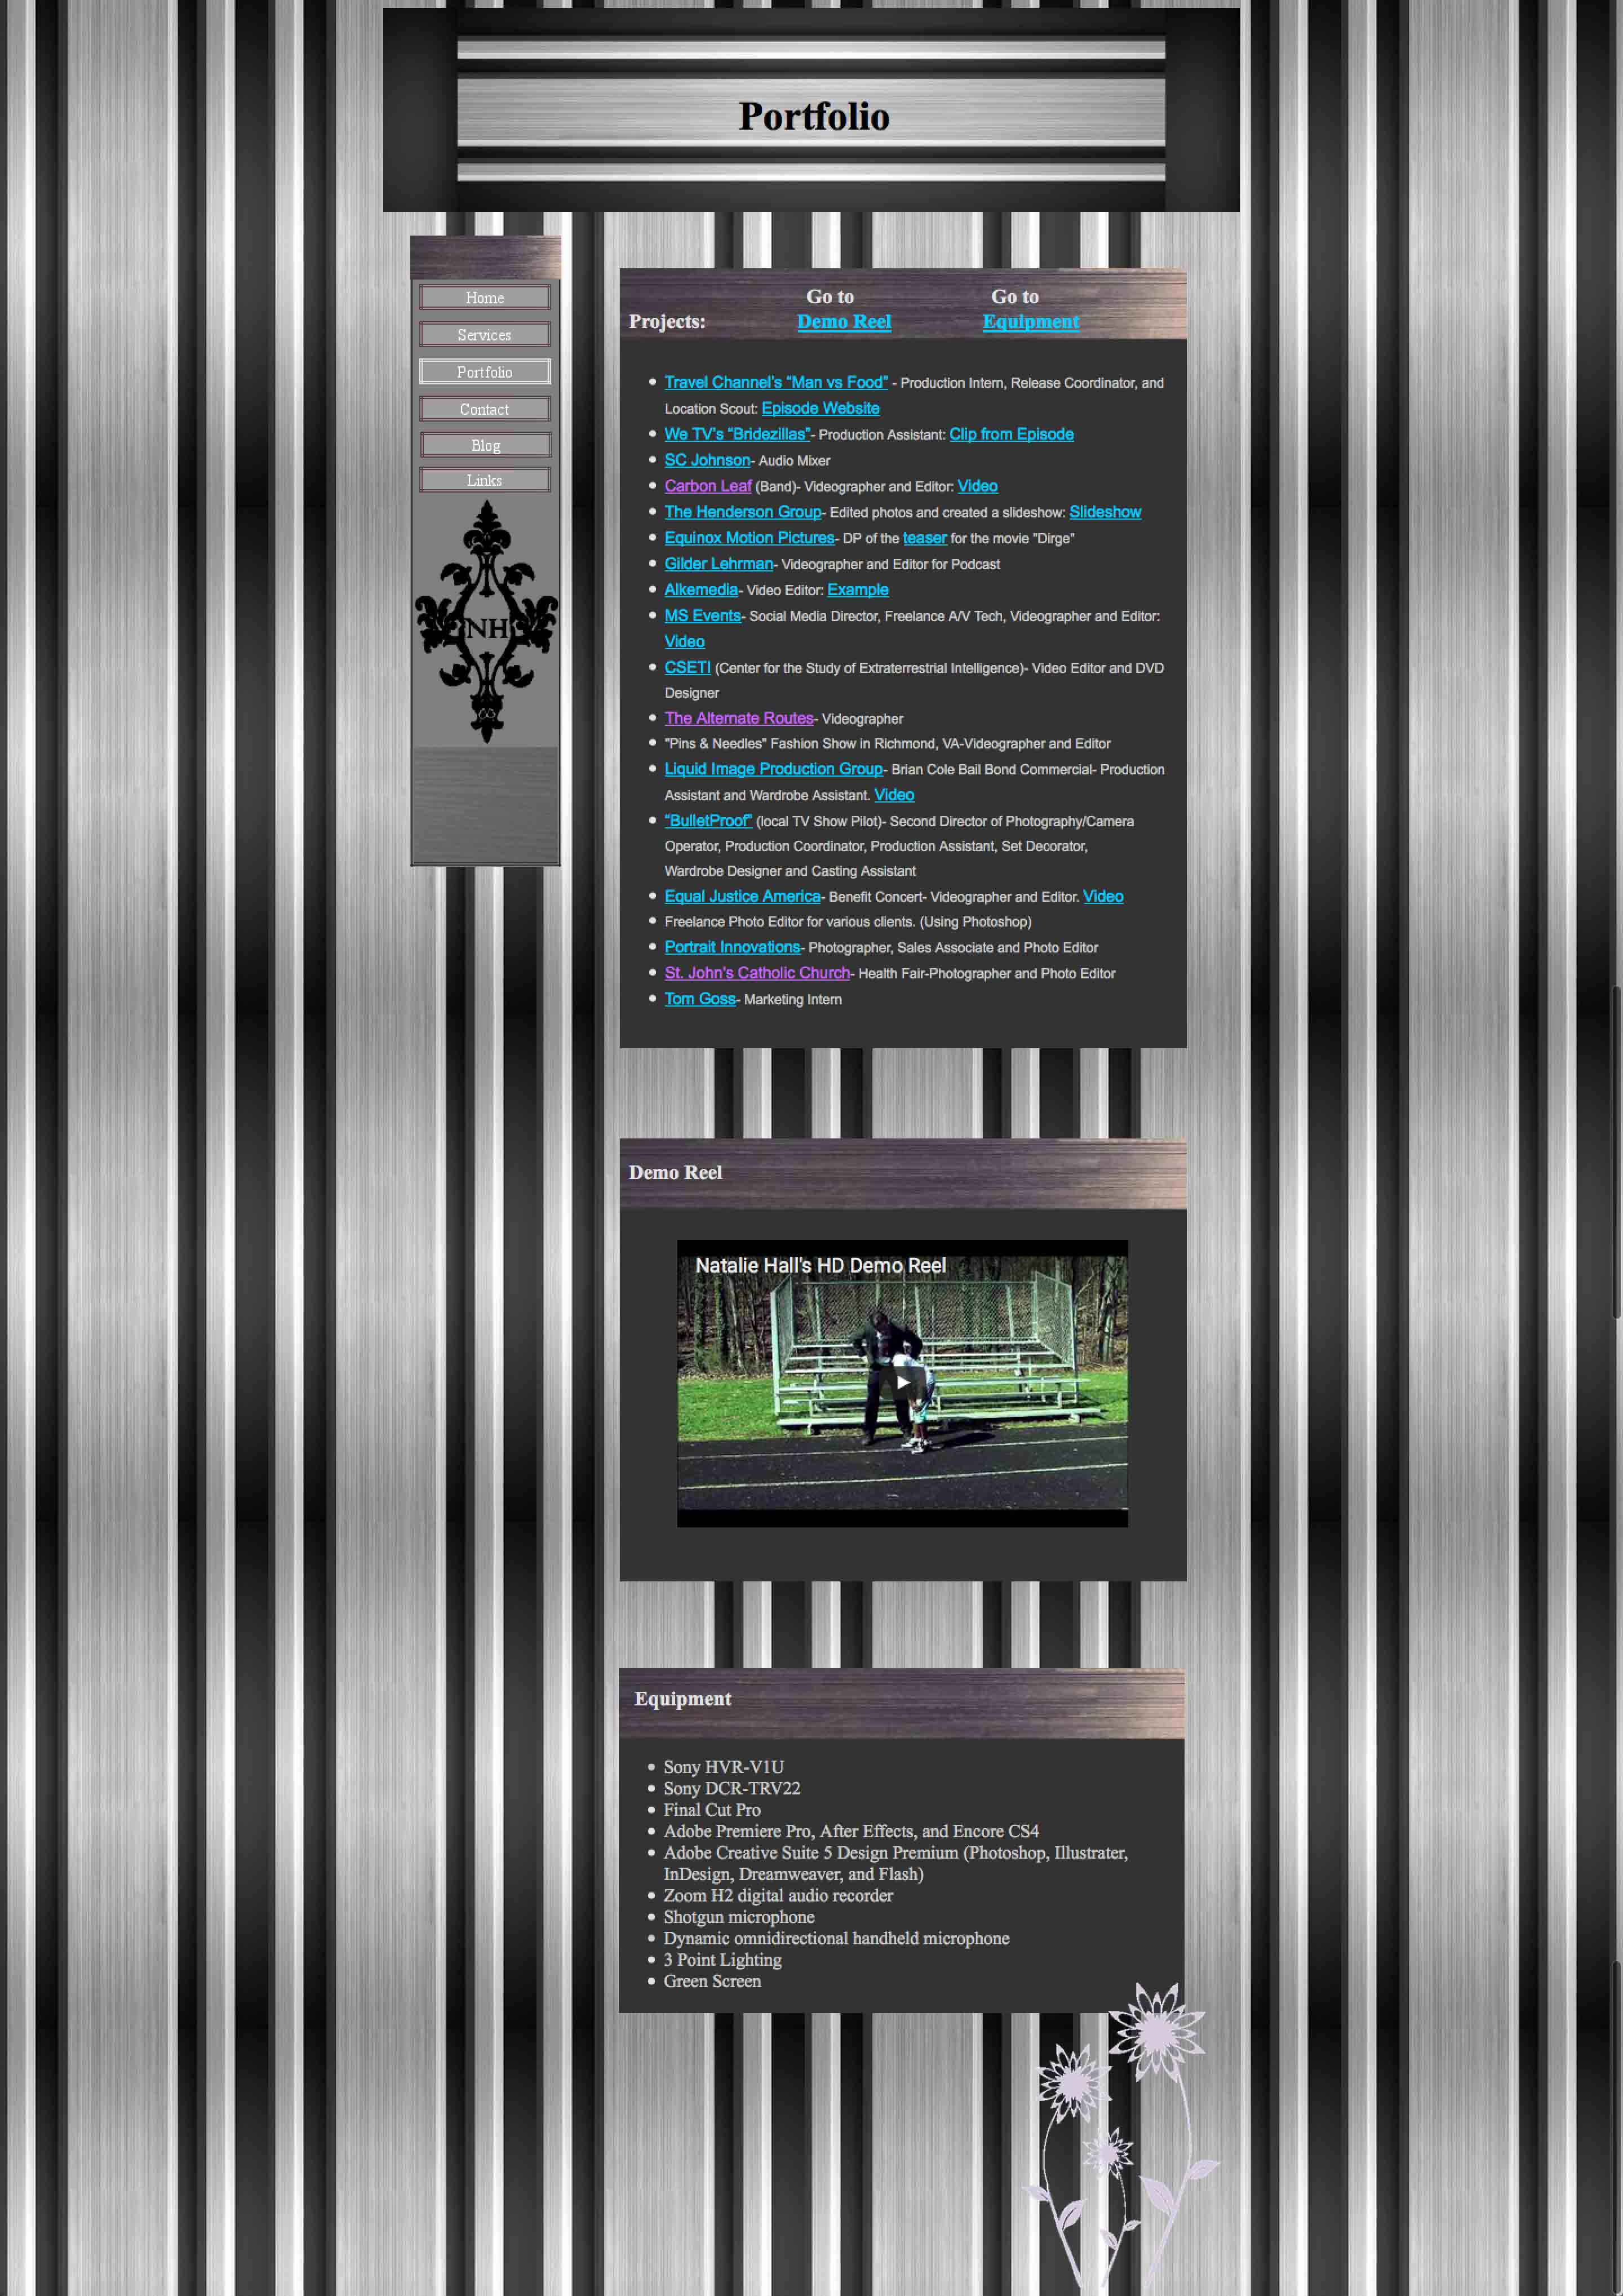 Portfolio
Home
Services
Portfolio
Contact
Blog
Links
NH
Go to Go to
Projects: Demo Reel Equipment
Travel Channel's “Man vs Food” - Production Intern, Release Coordinator, and
Location Scout: Episode Website
We TV's “Bridezillas”- Production Assistant: Clip from Episode
SC Johnson- Audio Mixer
Carbon Leaf (Band)- Videographer and Editor: Video
The Henderson Group- Edited photos and created a slideshow: Slideshow
Equinox Motion Pictures- DP of the teaser for the movie "Dirge"
Gilder Lehrman- Videographer and Editor for Podcast
Alkemedia- Video Editor: Example
MS Events- Social Media Director, Freelance A/V Tech, Videographer and Editor:
Video
CSETI (Center for the Study of Extraterrestrial Intelligence)- Video Editor and DVD
Designer
The Alternate Routes- Videographer
"Pins & Needles" Fashion Show in Richmond, VA-Videographer and Editor
Liquid Image Production Group- Brian Cole Bail Bond Commercial- Production
Assistant and Wardrobe Assistant. Video
“BulletProof” (local TV Show Pilot)- Second Director of Photography/Camera
Operator, Production Coordinator, Production Assistant, Set Decorator,
Wardrobe Designer and Casting Assistant
Equal Justice America- Benefit Concert- Videographer and Editor. Video
Freelance Photo Editor for various clients. (Using Photoshop)
Portrait Innovations- Photographer, Sales Associate and Photo Editor
St. John's Catholic Church- Health Fair-Photographer and Photo Editor
Tom Goss- Marketing Intern
Demo Reel
Natalie Hall's HD Demo Reel
Equipment
Sony HVR-V1U
Sony DCR-TRV22
Final Cut Pro
Adobe Premiere Pro, After Effects, and Encore CS4
Adobe Creative Suite 5 Design Premium (Photoshop, Illustrater,
InDesign, Dreamweaver, and Flash)
Zoom H2 digital audio recorder
Shotgun microphone
Dynamic omnidirectional handheld microphone
3 Point Lighting
Green Screen